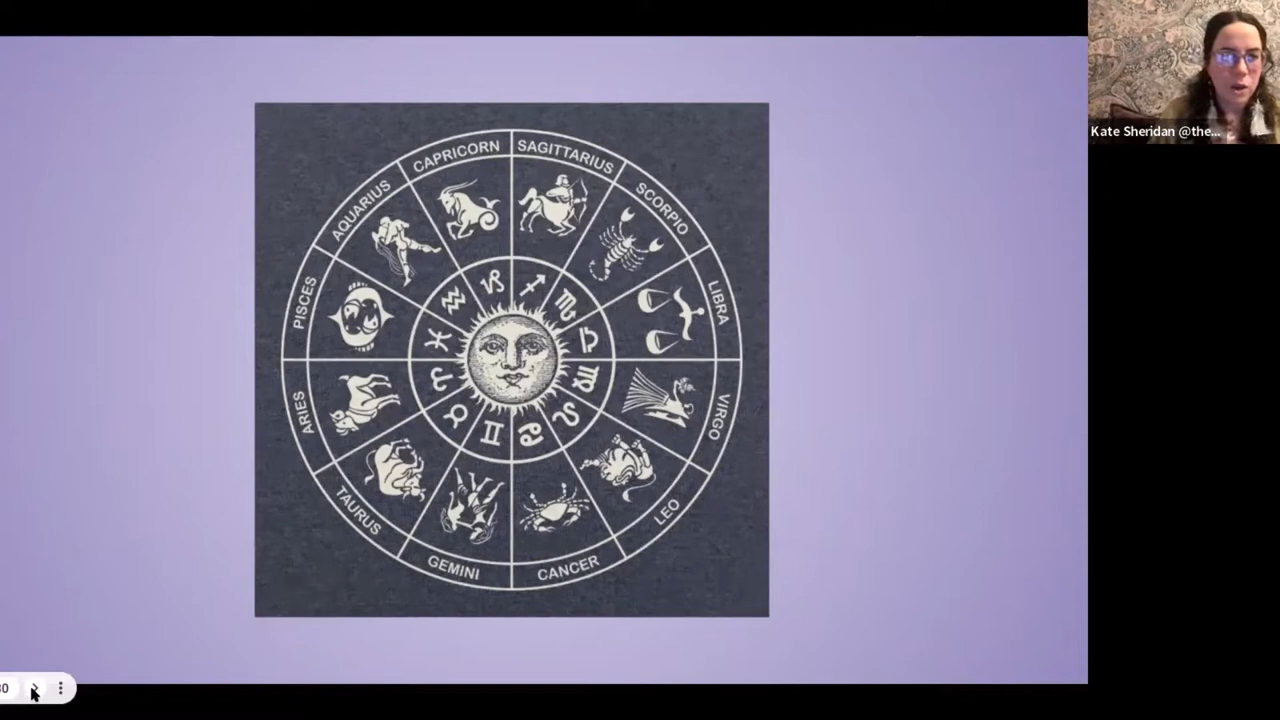 CAPRICORN
SAGITTARIUS
AQUARIUS
SCORPIO
PISCES
LIBRA
ARIES
VIRGO
TAURUS
LEO
GEMINI
CANCER
Kate Sheridan @the...